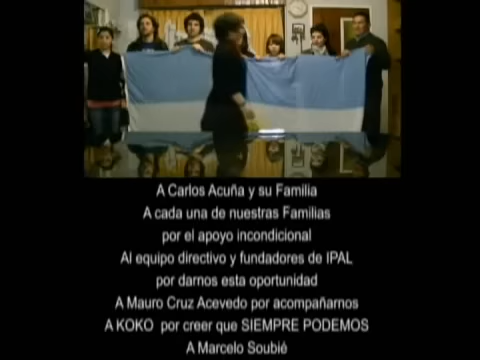 A Carlos Acuña y su Familia
A cada una de nuestras Familias
por el apoyo incondicional
Al equipo directivo y fundadores de IPAL
por darnos esta oportunidad
A Mauro Cruz Acevedo por acompañarnos
A KOKO por creer que SIEMPRE PODEMOS
A Marcelo Soubié